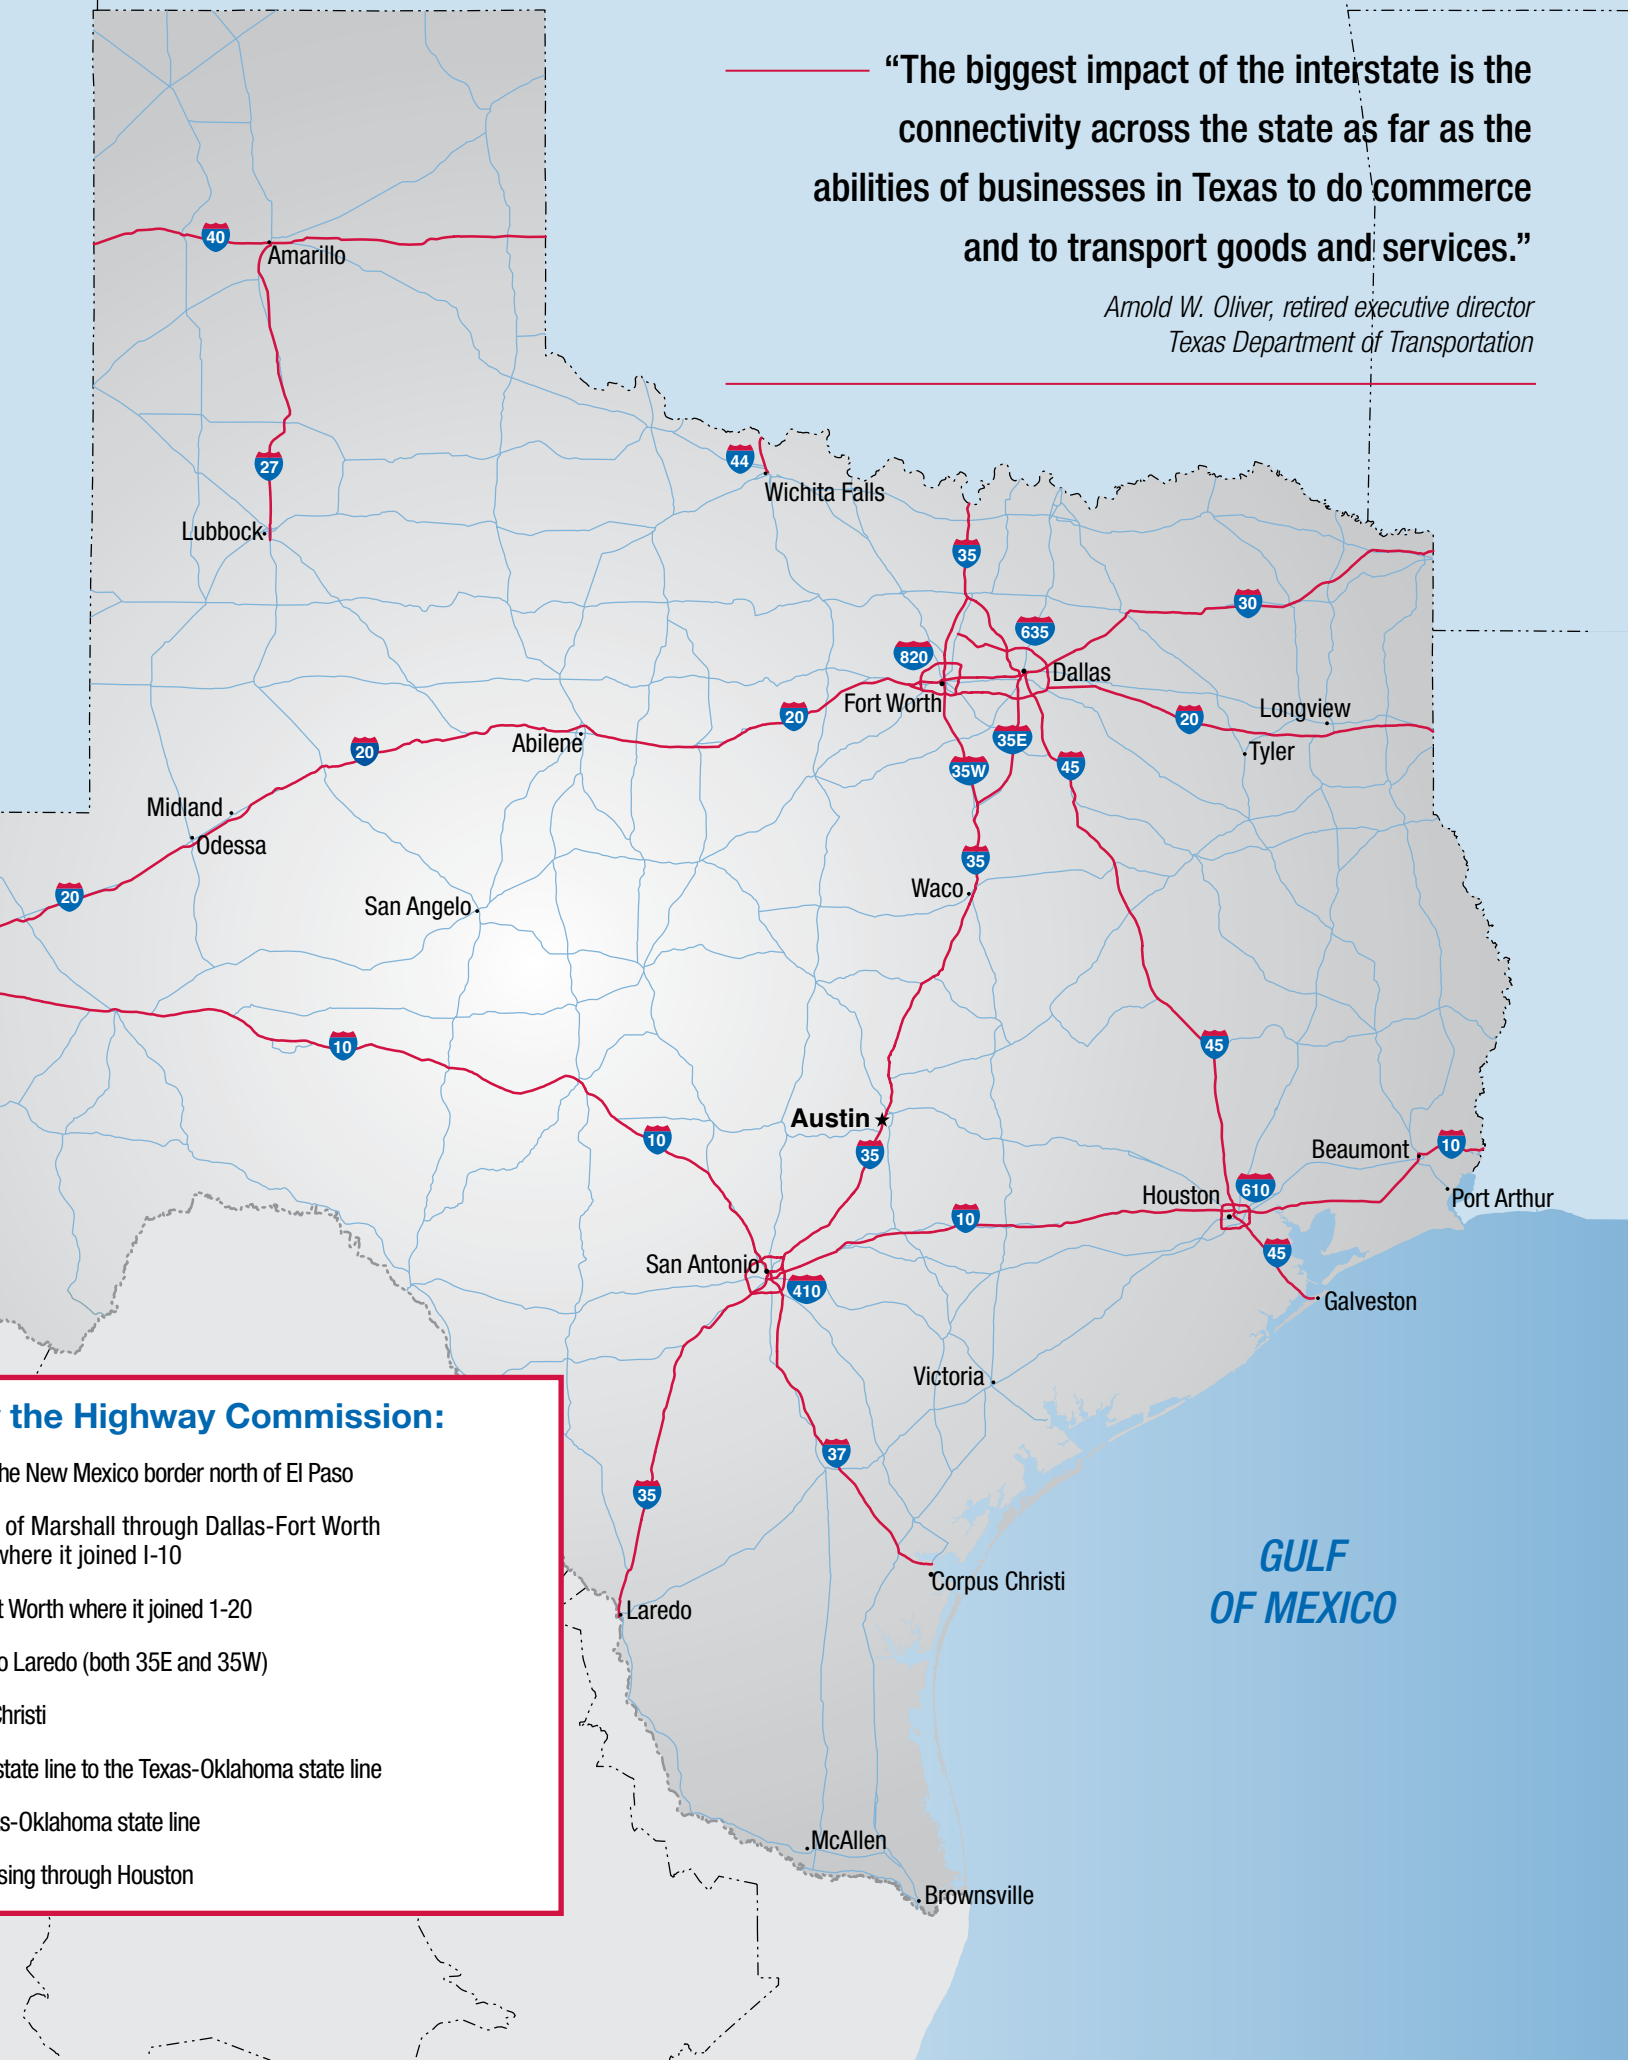 “The biggest impact of the interstate is the
connectivity across the state as far as the
abilities of businesses in Texas to do commerce
and to transport goods and services.”
Arnold W. Oliver, retired executive director
Texas Department of Transportation
40
Amarillo
27
Lubbock
44
Wichita Falls
35
30
635
820
Dallas
Fort Worth
20
20
Longview
35E
Tyler
20
Abilene
35W
45
Midland
Odessa
35
20
Waco
San Angelo
10
45
Austin
10
35
Beaumont
10
Houston
610
Port Arthur
10
San Antonio
45
410
Galveston
Victoria
37
35
Corpus Christi
Laredo
GULF
OF MEXICO
McAllen
Brownsville
the Highway Commission:
he New Mexico border north of El Paso
of Marshall through Dallas-Fort Worth
where it joined I-10
t Worth where it joined 1-20
o Laredo (both 35E and 35W)
Christi
state line to the Texas-Oklahoma state line
s-Oklahoma state line
sing through Houston